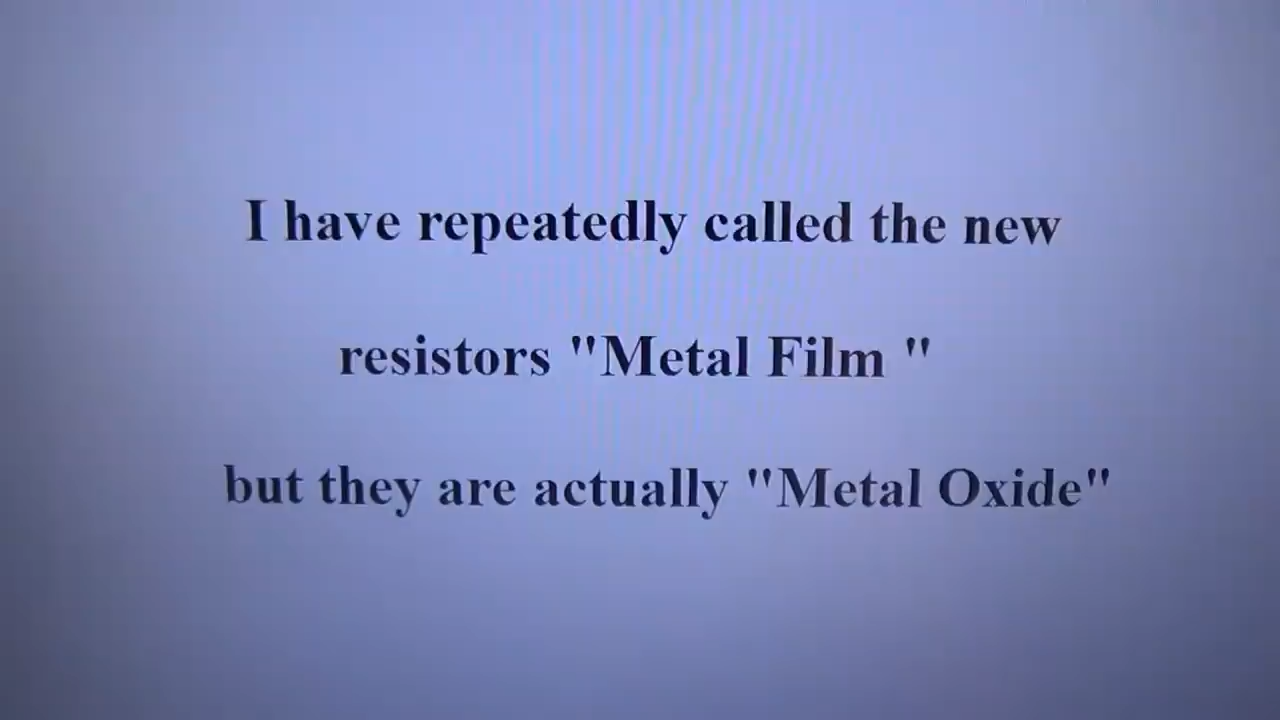 I have repeatedly called the new
resistors "Metal Film "
but they are actually "Metal Oxide"